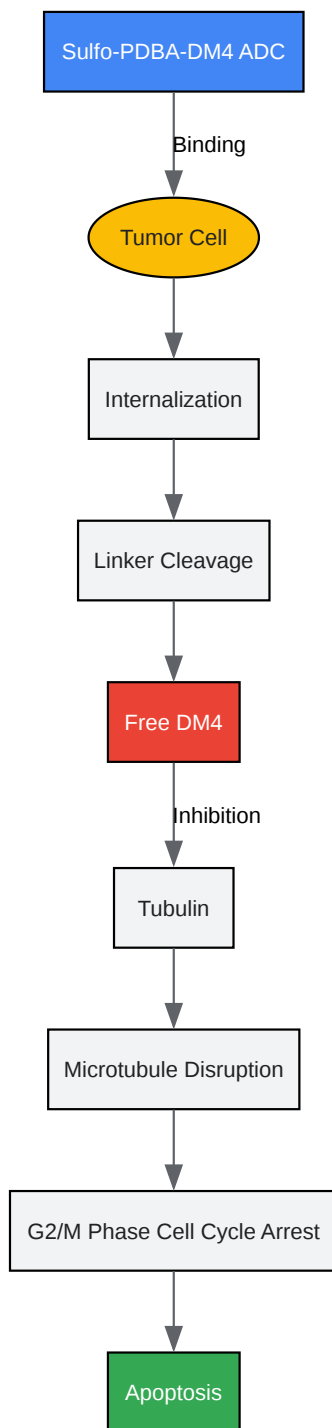 Sulfo-PDBA-DM4 ADC
Binding
Tumor Cell
Internalization
Linker Cleavage
Free DM4
Inhibition
Tubulin
Microtubule Disruption
G2/M Phase Cell Cycle Arrest
Apoptosis